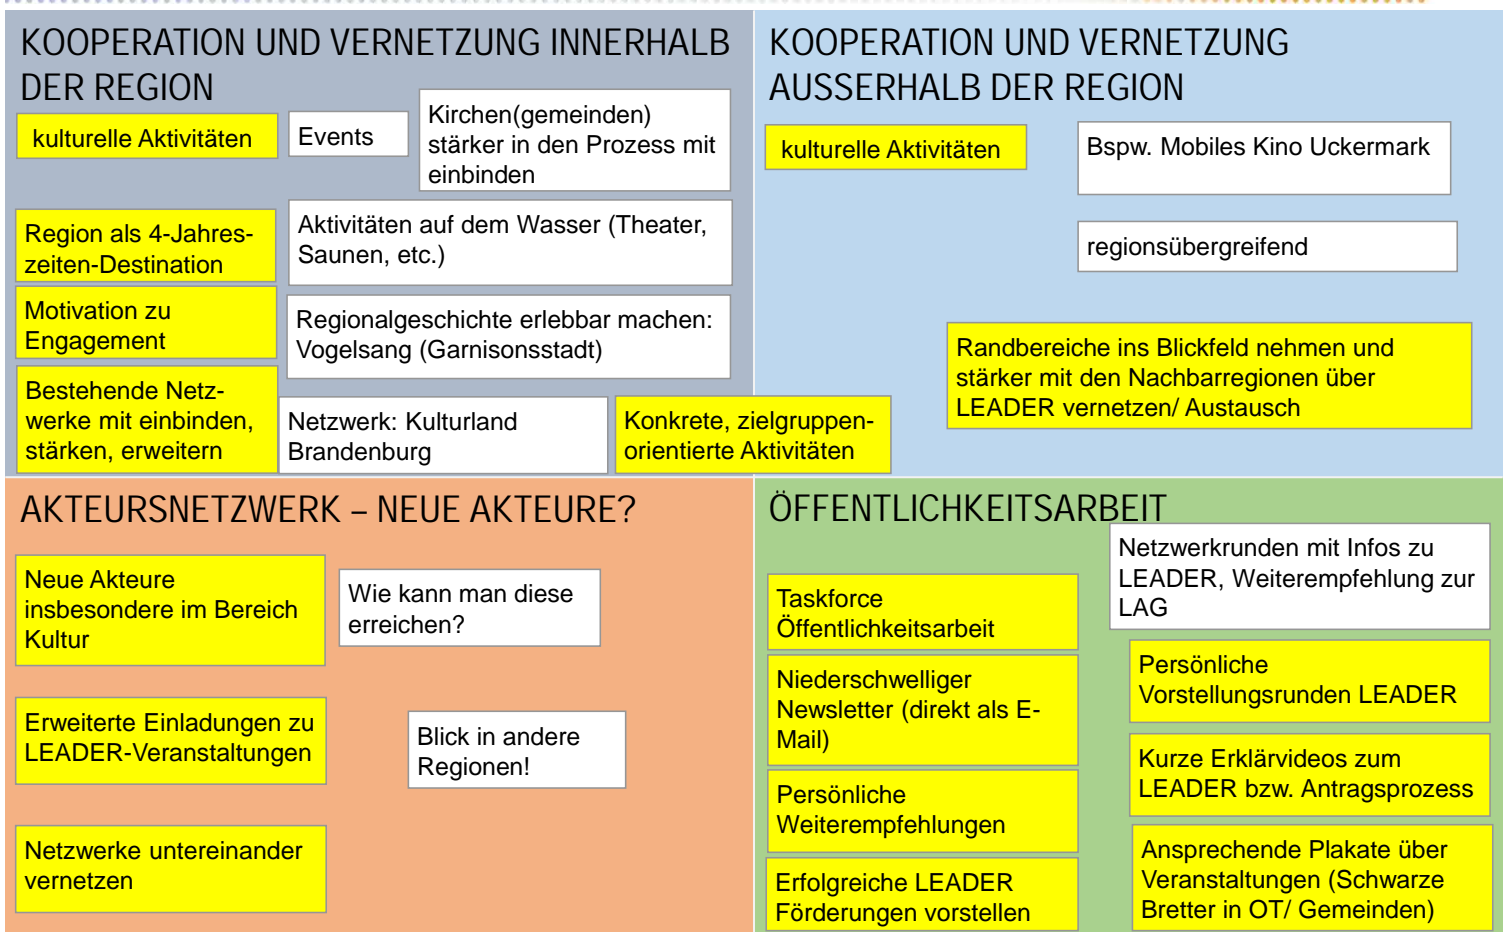 KOOPERATION UND VERNETZUNG INNERHALB
DER REGION
kulturelle Aktivitäten
Events
Kirchen(gemeinden)
stärker in den Prozess mit
einbinden
Region als 4-Jahres-
zeiten-Destination
Aktivitäten auf dem Wasser (Theater,
Saunen, etc.)
Motivation zu
Engagement
Regionalgeschichte erlebbar machen:
Vogelsang (Garnisonsstadt)
Bestehende Netz-
werke mit einbinden,
stärken, erweitern
Netzwerk: Kulturland
Brandenburg
Konkrete, zielgruppen-
orientierte Aktivitäten
KOOPERATION UND VERNETZUNG
AUSSERHALB DER REGION
kulturelle Aktivitäten
Bspw. Mobiles Kino Uckermark
regionsübergreifend
Randbereiche ins Blickfeld nehmen und
stärker mit den Nachbarregionen über
LEADER vernetzen/ Austausch
AKTEURSNETZWERK – NEUE AKTEURE?
Neue Akteure
insbesondere im Bereich
Kultur
Wie kann man diese
erreichen?
Erweiterte Einladungen zu
LEADER-Veranstaltungen
Blick in andere
Regionen!
Netzwerke untereinander
vernetzen
ÖFFENTLICHKEITSARBEIT
Netzwerkrunden mit Infos zu
LEADER, Weiterempfehlung zur
LAG
Taskforce
Öffentlichkeitsarbeit
Niederschwelliger
Newsletter (direkt als E-
Mail)
Persönliche
Weiterempfehlungen
Erfolgreiche LEADER
Förderungen vorstellen
Persönliche
Vorstellungsrunden LEADER
Kurze Erklärvideos zum
LEADER bzw. Antragsprozess
Ansprechende Plakate über
Veranstaltungen (Schwarze
Bretter in OT/ Gemeinden)